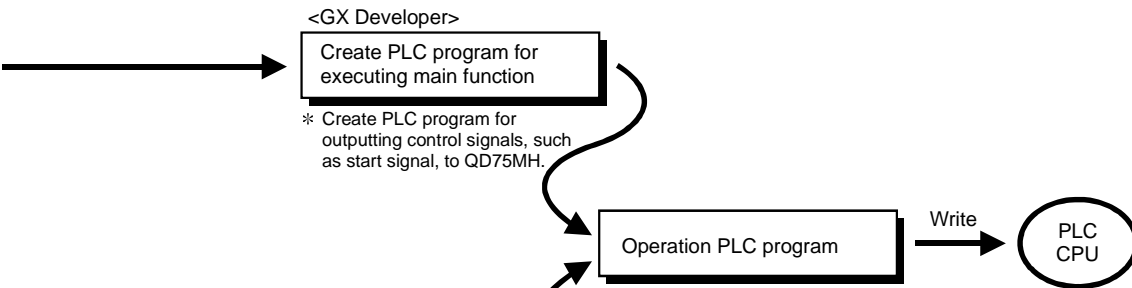 <GX Developer>
Create PLC program for
executing main function
* Create PLC program for
outputting control signals, such
as start signal, to QD75MH.
Operation PLC program
Write
PLC
CPU